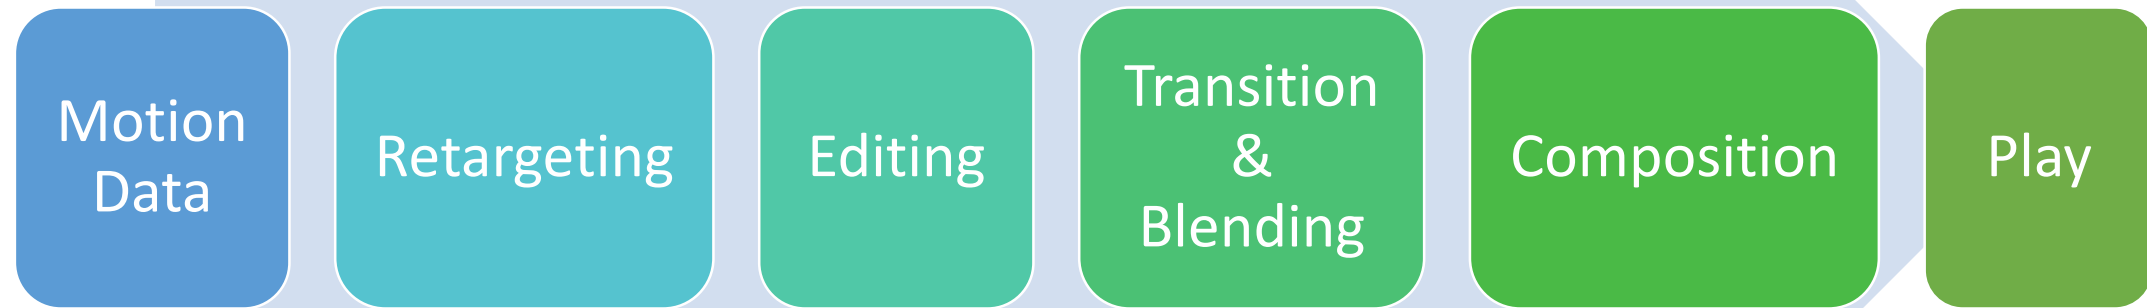 Motion
Data
Retargeting
Editing
Transition
&
Blending
Composition
Play